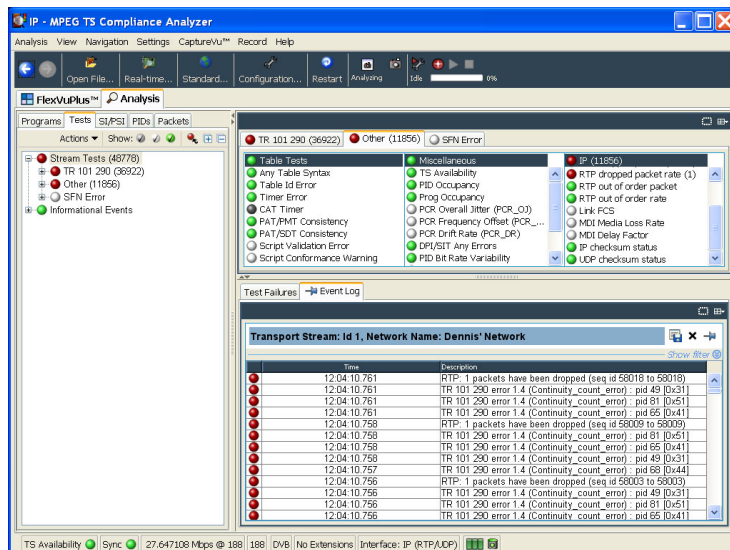 IP - MPEG TS Compliance Analyzer
Analysis View Navigation Settings CaptureVu™ Record Help
Open File... Real-time... Standard... Configuration... Restart Analyzing Idle 0%
FlexVuPlus™ Analysis
Programs Tests SI/PSI PIDs Packets
Actions Show:
Stream Tests (48778)
TR 101 290 (36922)
Other (11856)
SFN Error
Informational Events
TR 101 290 (36922) Other (11856) SFN Error
Table Tests
Any Table Syntax
Table Id Error
Timer Error
CAT Timer
PAT/PMT Consistency
PAT/SDT Consistency
Script Validation Error
Script Conformance Warning
Miscellaneous
TS Availability
PID Occupancy
Prog Occupancy
PCR Overall Jitter (PCR_OJ)
PCR Frequency Offset (PCR_...
PCR Drift Rate (PCR_DR)
DPI/SIT Any Errors
PID Bit Rate Variability
IP (11856)
RTP dropped packet rate (1)
RTP out of order packet
RTP out of order rate
Link FCS
MDI Media Loss Rate
MDI Delay Factor
IP checksum status
UDP checksum status
Test Failures Event Log
Transport Stream: Id 1, Network Name: Dennis' Network
Show filter
Time Description
12:04:10.761 RTP: 1 packets have been dropped (seq id 58018 to 58018)
12:04:10.761 TR 101 290 error 1.4 (Continuity_count_error) : pid 49 [0x31]
12:04:10.761 TR 101 290 error 1.4 (Continuity_count_error) : pid 81 [0x51]
12:04:10.761 TR 101 290 error 1.4 (Continuity_count_error) : pid 65 [0x41]
12:04:10.758 RTP: 1 packets have been dropped (seq id 58009 to 58009)
12:04:10.758 TR 101 290 error 1.4 (Continuity_count_error) : pid 81 [0x51]
12:04:10.758 TR 101 290 error 1.4 (Continuity_count_error) : pid 65 [0x41]
12:04:10.758 TR 101 290 error 1.4 (Continuity_count_error) : pid 49 [0x31]
12:04:10.757 TR 101 290 error 1.4 (Continuity_count_error) : pid 68 [0x44]
12:04:10.756 RTP: 1 packets have been dropped (seq id 58003 to 58003)
12:04:10.756 TR 101 290 error 1.4 (Continuity_count_error) : pid 49 [0x31]
12:04:10.756 TR 101 290 error 1.4 (Continuity_count_error) : pid 81 [0x51]
12:04:10.756 TR 101 290 error 1.4 (Continuity_count_error) : pid 65 [0x41]
TS Availability Sync 27.647108 Mbps @ 188 188 DVB No Extensions Interface: IP (RTP/UDP)